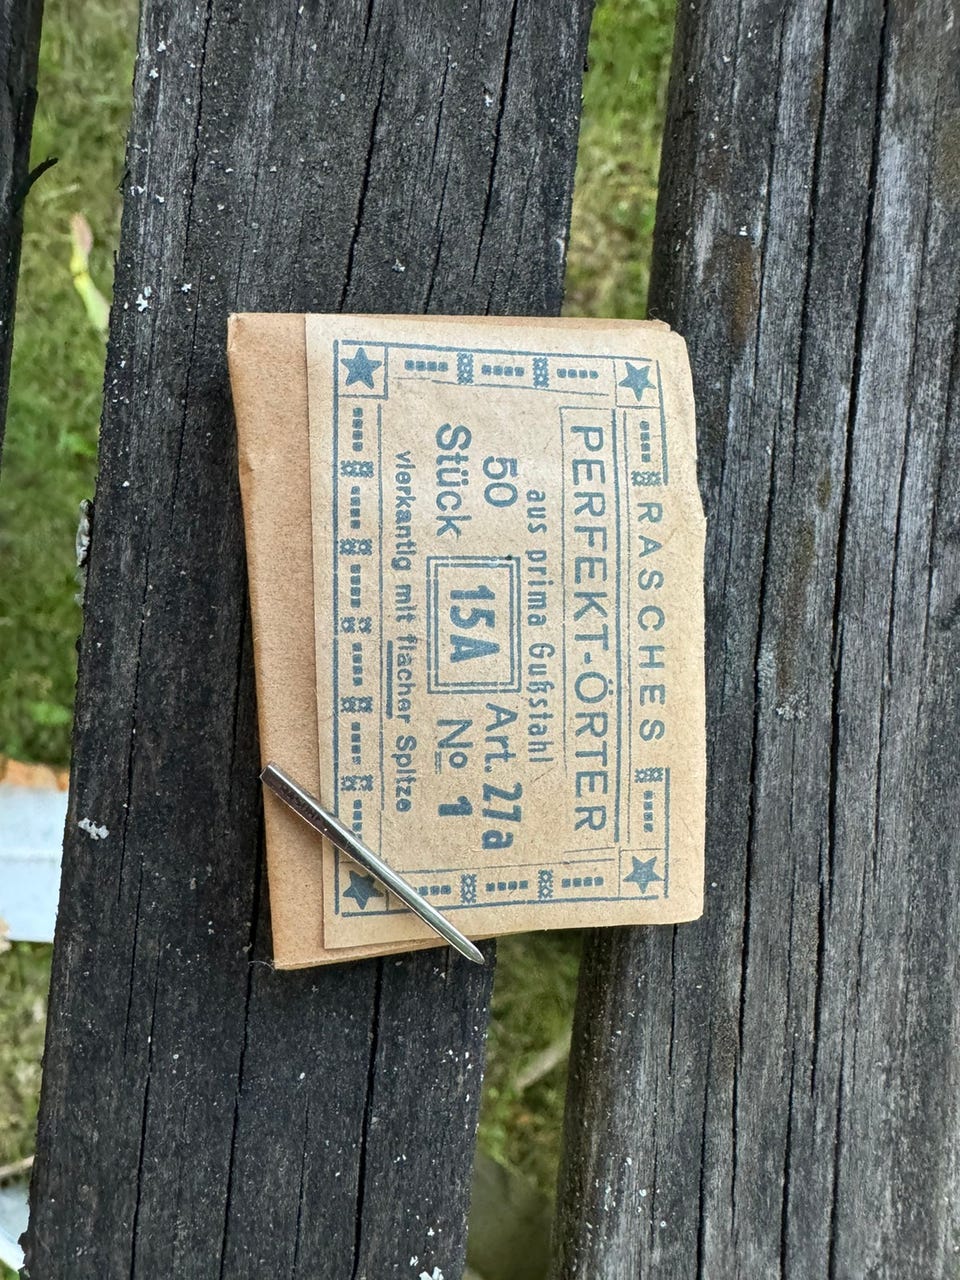 RASCHES
PERFEKT-ÖRTER
aus prima Gußstahl
50 Stück
15A
Art. 27a
No 1
vierkantig mit flacher Spitze